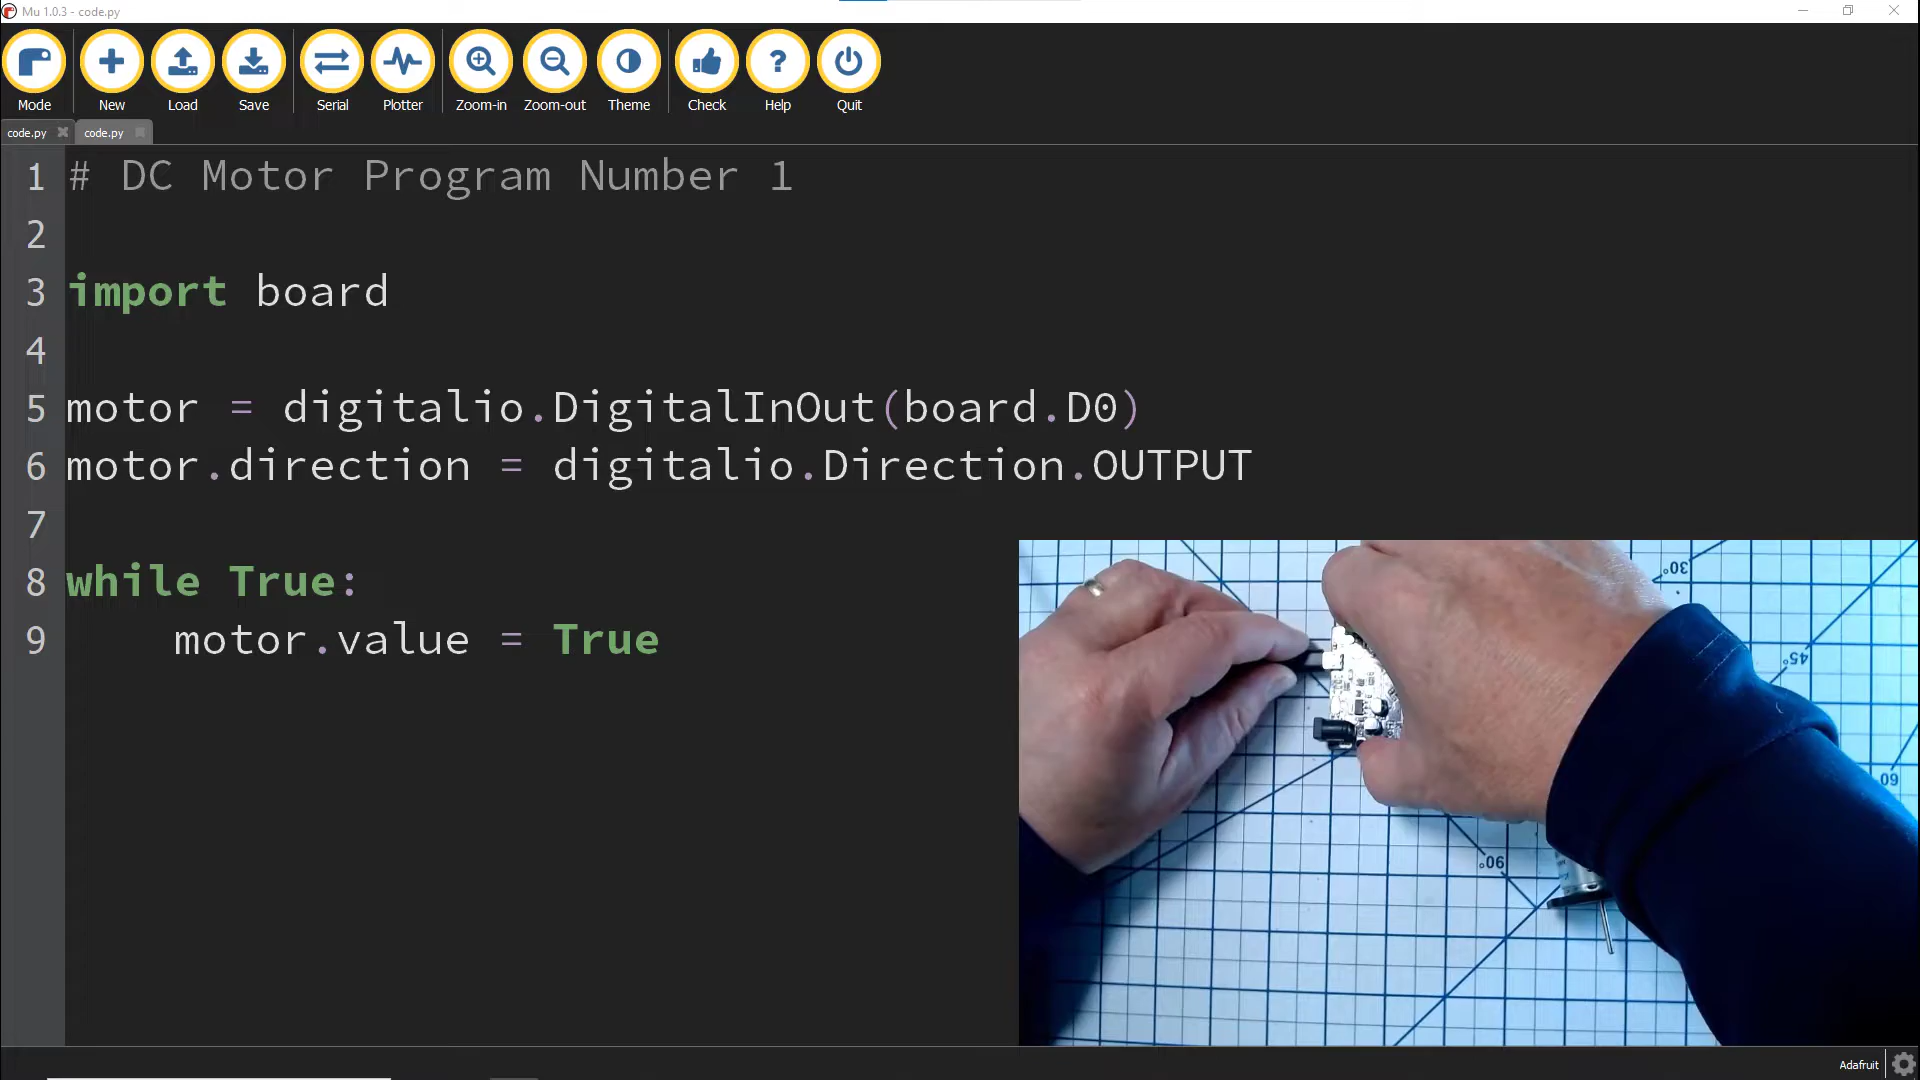 Mu 1.0.3 - code.py
Mode
New
Load
Save
Serial
Plotter
Zoom-in
Zoom-out
Theme
Check
?
Help
Quit
code.py
code.py
1 # DC Motor Program Number 1
2
3 import board
4
5 motor = digitalio.DigitalInOut(board.D0)
6 motor.direction = digitalio.Direction.OUTPUT
7
8 while True:
9 motor.value = True
30°
45°
60
90°
Adafruit